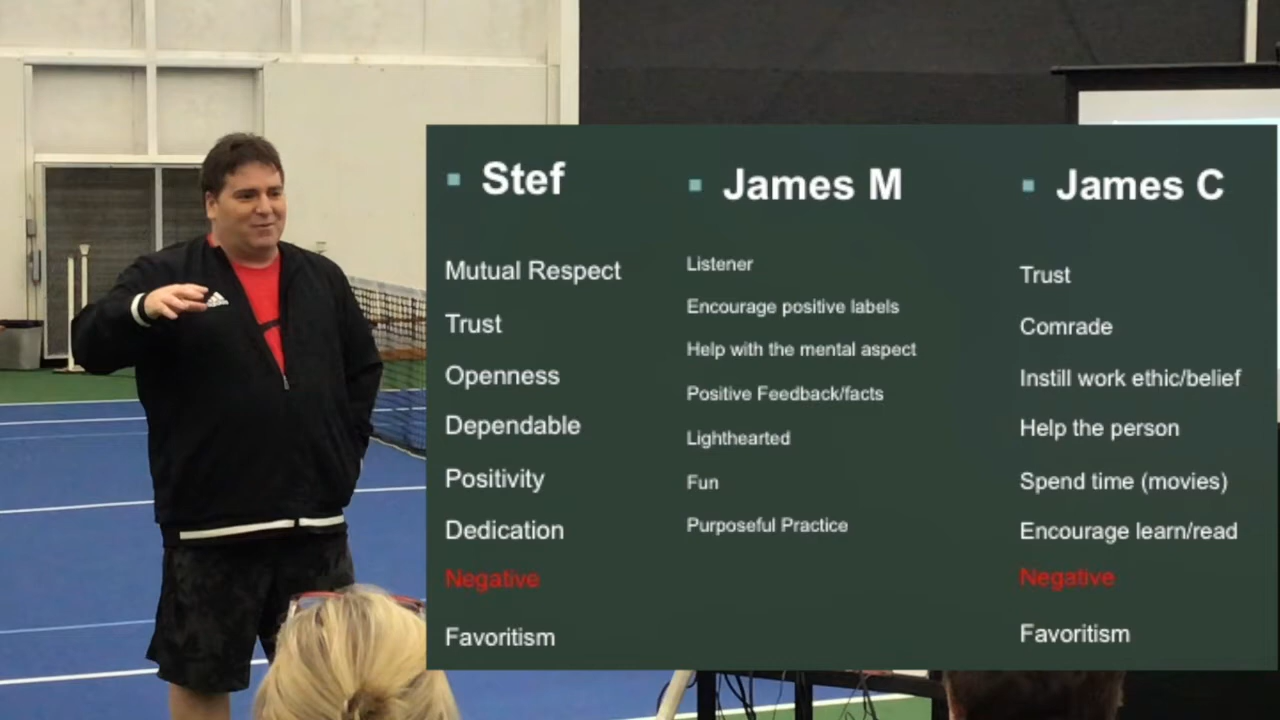 Stef
Mutual Respect
Trust
Openness
Dependable
Positivity
Dedication
Negative
Favoritism
James M
Listener
Encourage positive labels
Help with the mental aspect
Positive Feedback/facts
Lighthearted
Fun
Purposeful Practice
James C
Trust
Comrade
Instill work ethic/belief
Help the person
Spend time (movies)
Encourage learn/read
Negative
Favoritism